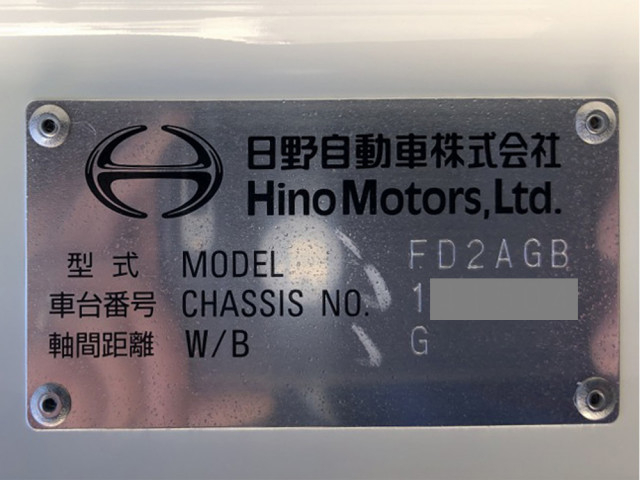 日野自動車株式会社
Hino Motors, Ltd.
型式 MODEL FD2AGB
車台番号 CHASSIS NO. 1
軸間距離 W/B G